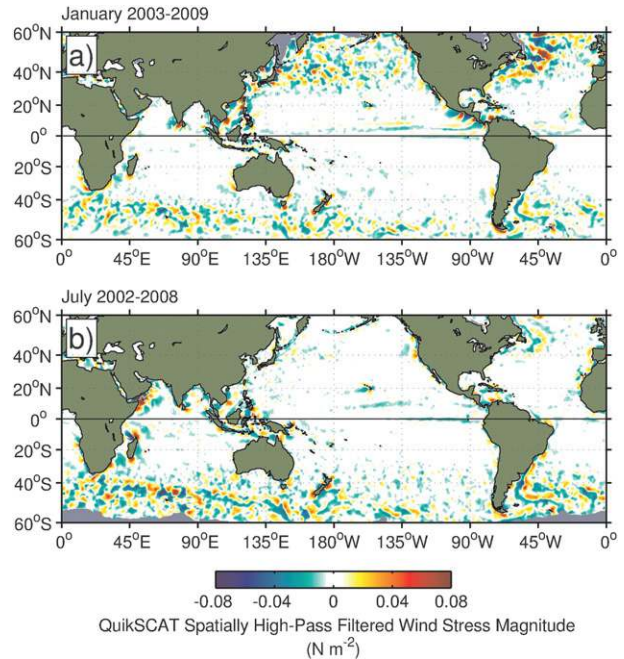 January 2003-2009
a)
60°N
40°N
20°N
0°
20°S
40°S
60°S
0° 45°E 90°E 135°E 180°W 135°W 90°W 45°W 0°
July 2002-2008
b)
60°N
40°N
20°N
0°
20°S
40°S
60°S
0° 45°E 90°E 135°E 180°W 135°W 90°W 45°W 0°
-0.08 -0.04 0 0.04 0.08
QuikSCAT Spatially High-Pass Filtered Wind Stress Magnitude
(N m⁻²)